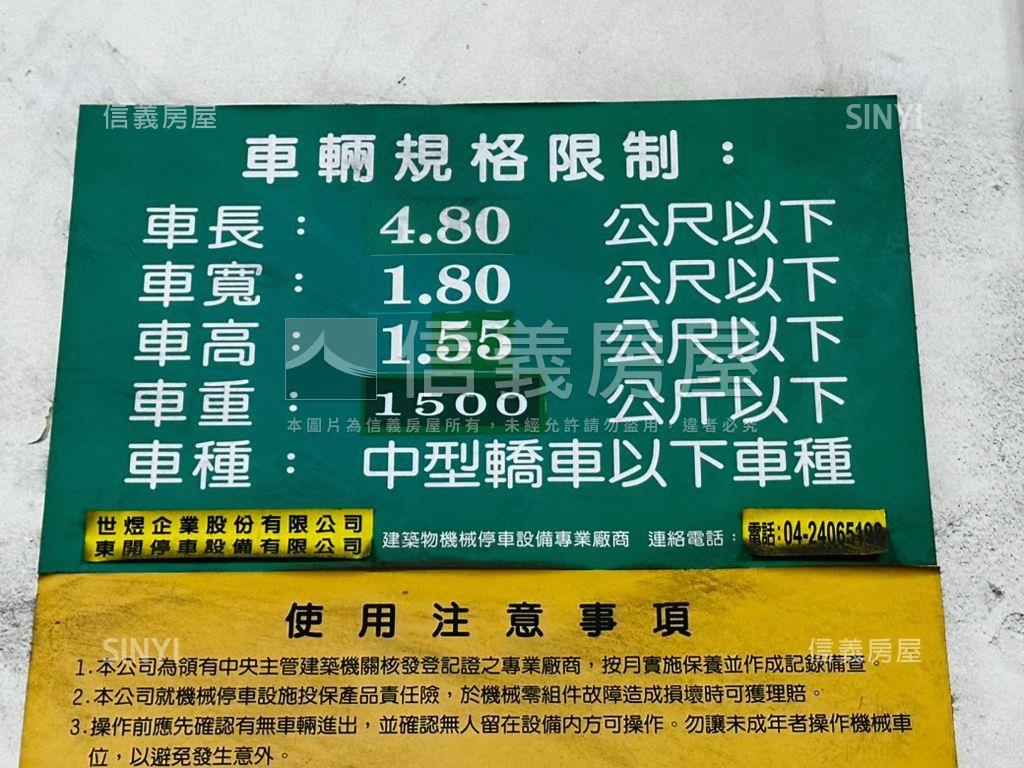 信義房屋 SINYI
車輛規格限制：
車長： 4.80 公尺以下
車寬： 1.80 公尺以下
車高： 1.55 公尺以下
信義房屋
車重： 1500 公斤以下
本圖片為信義房屋所有，未經允許請勿盜用，違者必究
車種： 中型轎車以下車種
世煜企業股份有限公司
東開停車設備有限公司
建築物機械停車設備專業廠商 連絡電話：
電話:04-24065
使用注意事項
SINYI 信義房屋
1.本公司為領有中央主管建築機關核發登記證之專業廠商，按月實施保養並作成記錄備查。
2.本公司就機械停車設施投保產品責任險，於機械零組件故障造成損壞時可獲理賠。
3.操作前應先確認有無車輛進出，並確認無人留在設備內方可操作。勿讓未成年者操作機械車
位，以避免發生意外。